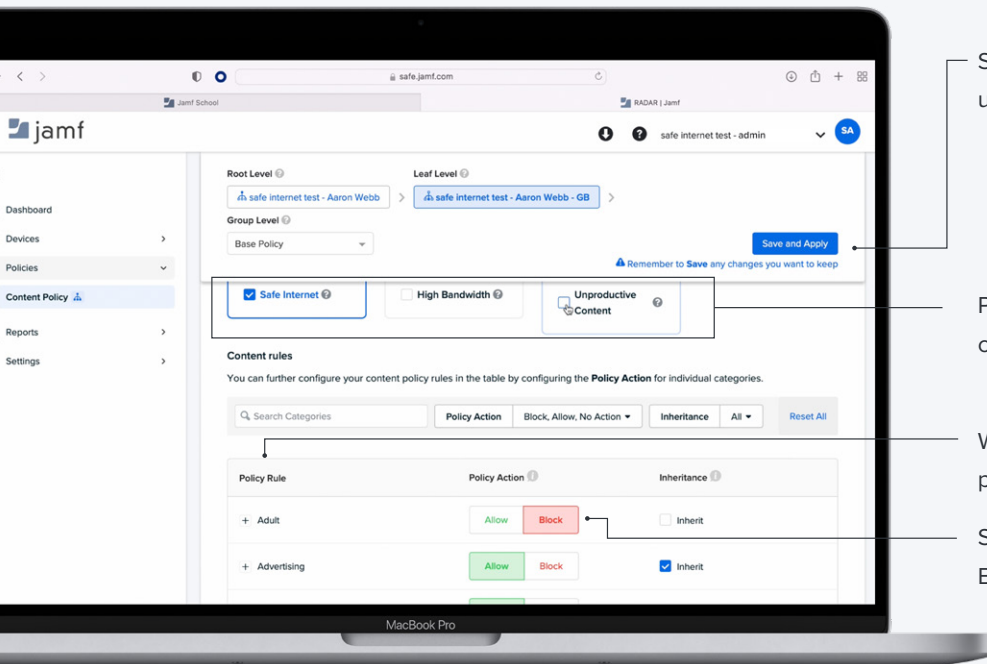 safe.jamf.com
Jamf School
RADAR | Jamf
jamf
safe internet test - admin
SA
Dashboard
Devices
Policies
Content Policy
Reports
Settings
Root Level
Leaf Level
safe internet test - Aaron Webb
safe internet test - Aaron Webb - GB
Group Level
Base Policy
Save and Apply
Remember to Save any changes you want to keep
Safe Internet
High Bandwidth
Unproductive
Content
Content rules
You can further configure your content policy rules in the table by configuring the Policy Action for individual categories.
Search Categories
Policy Action
Block, Allow, No Action
Inheritance
All
Reset All
Policy Rule
Policy Action
Inheritance
+ Adult
Allow
Block
Inherit
+ Advertising
Allow
Block
Inherit
MacBook Pro